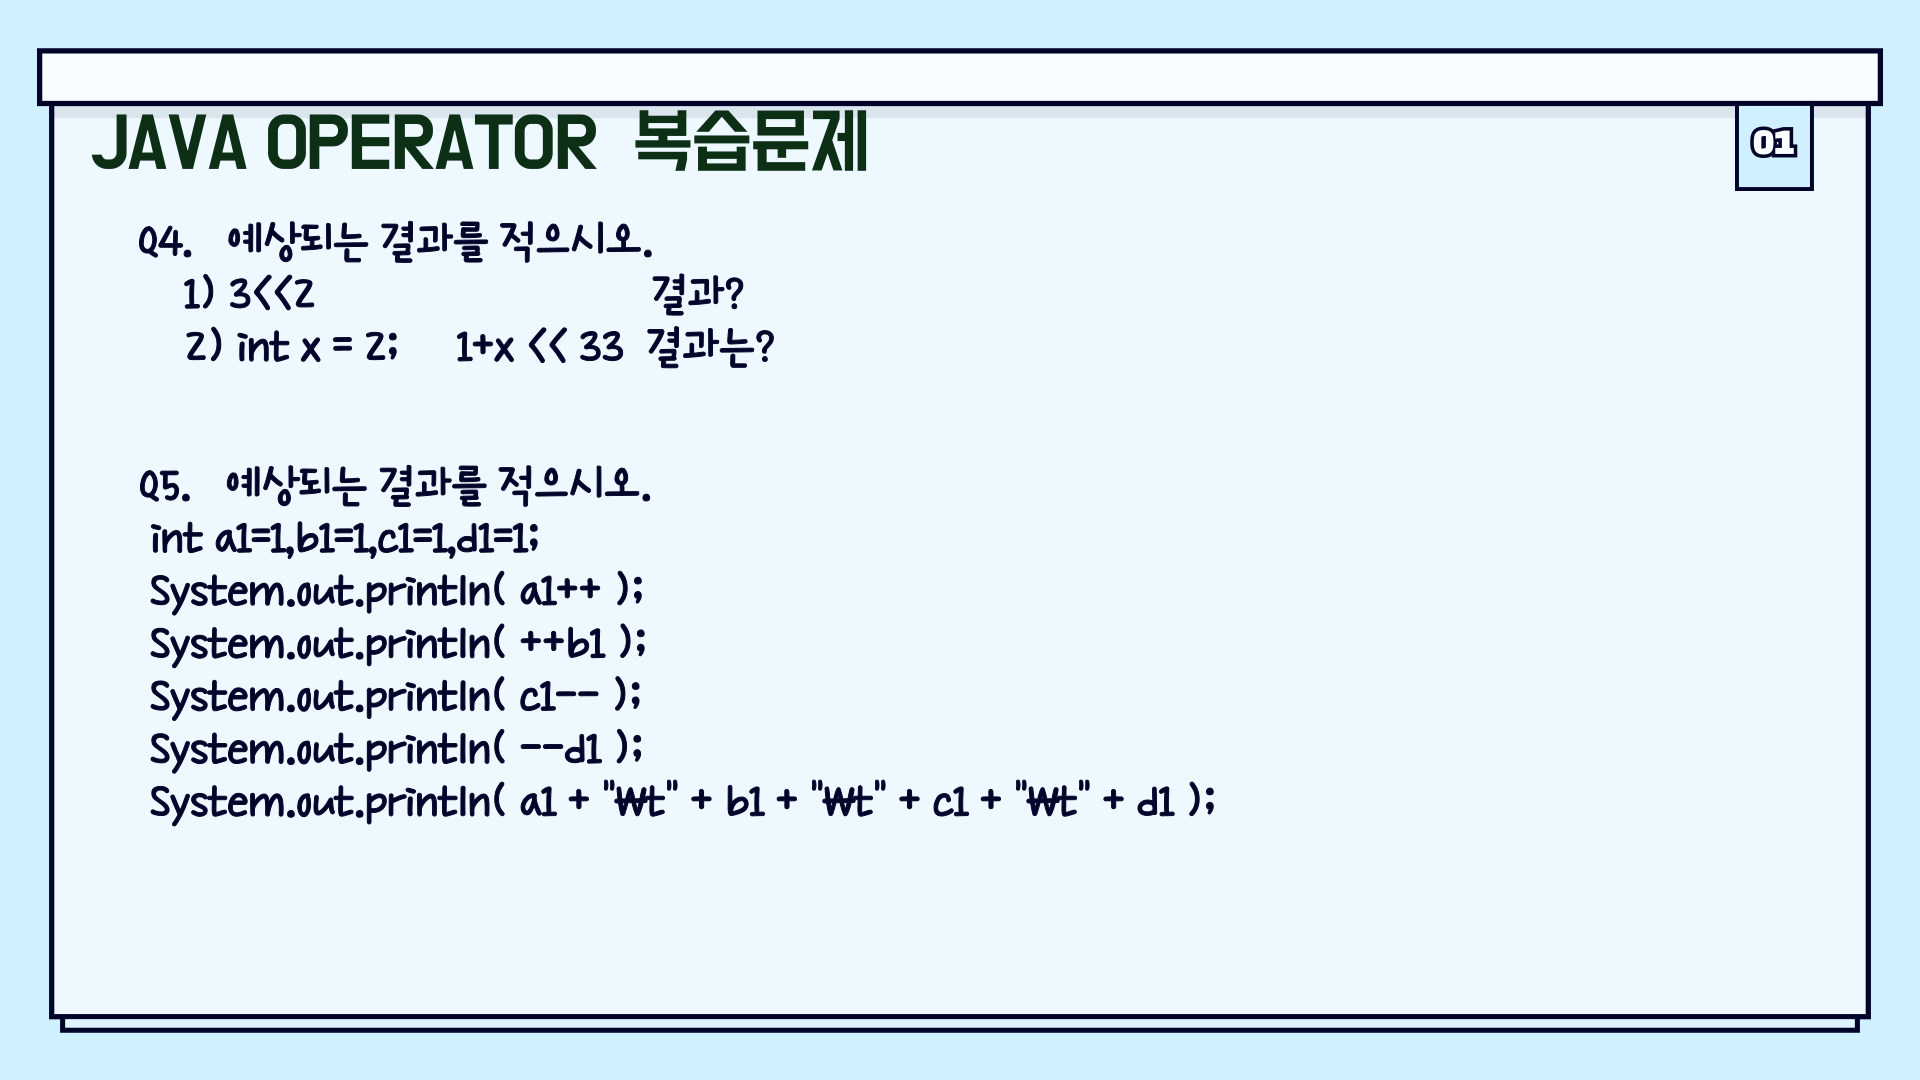 JAVA OPERATOR 복습문제
01
Q4. 예상되는 결과를 적으시오.
1) 3<<2 결과?
2) int x = 2; 1+x << 33 결과는?
Q5. 예상되는 결과를 적으시오.
int a1=1,b1=1,c1=1,d1=1;
System.out.println( a1++ );
System.out.println( ++b1 );
System.out.println( c1-- );
System.out.println( --d1 );
System.out.println( a1 + "₩t" + b1 + "₩t" + c1 + "₩t" + d1 );